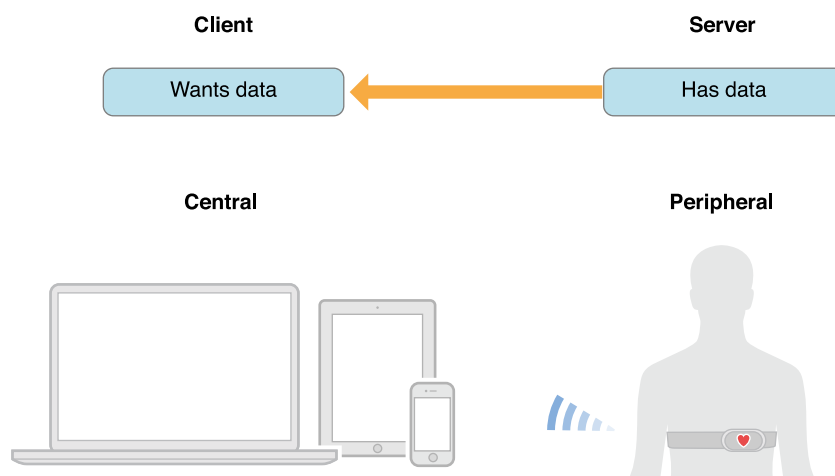 Client
Server
Wants data
Has data
Central
Peripheral